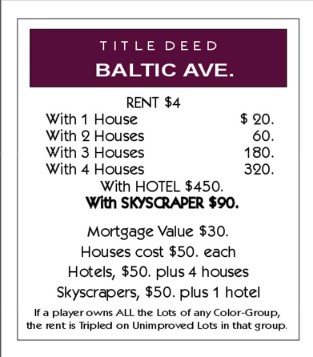 TITLE DEED
BALTIC AVE.
RENT $4
With 1 House $ 20.
With 2 Houses 60.
With 3 Houses 180.
With 4 Houses 320.
With HOTEL $450.
With SKYSCRAPER $90.
Mortgage Value $30.
Houses cost $50. each
Hotels, $50. plus 4 houses
Skyscrapers, $50. plus 1 hotel
If a player owns ALL the Lots of any Color-Group,
the rent is Tripled on Unimproved Lots in that group.